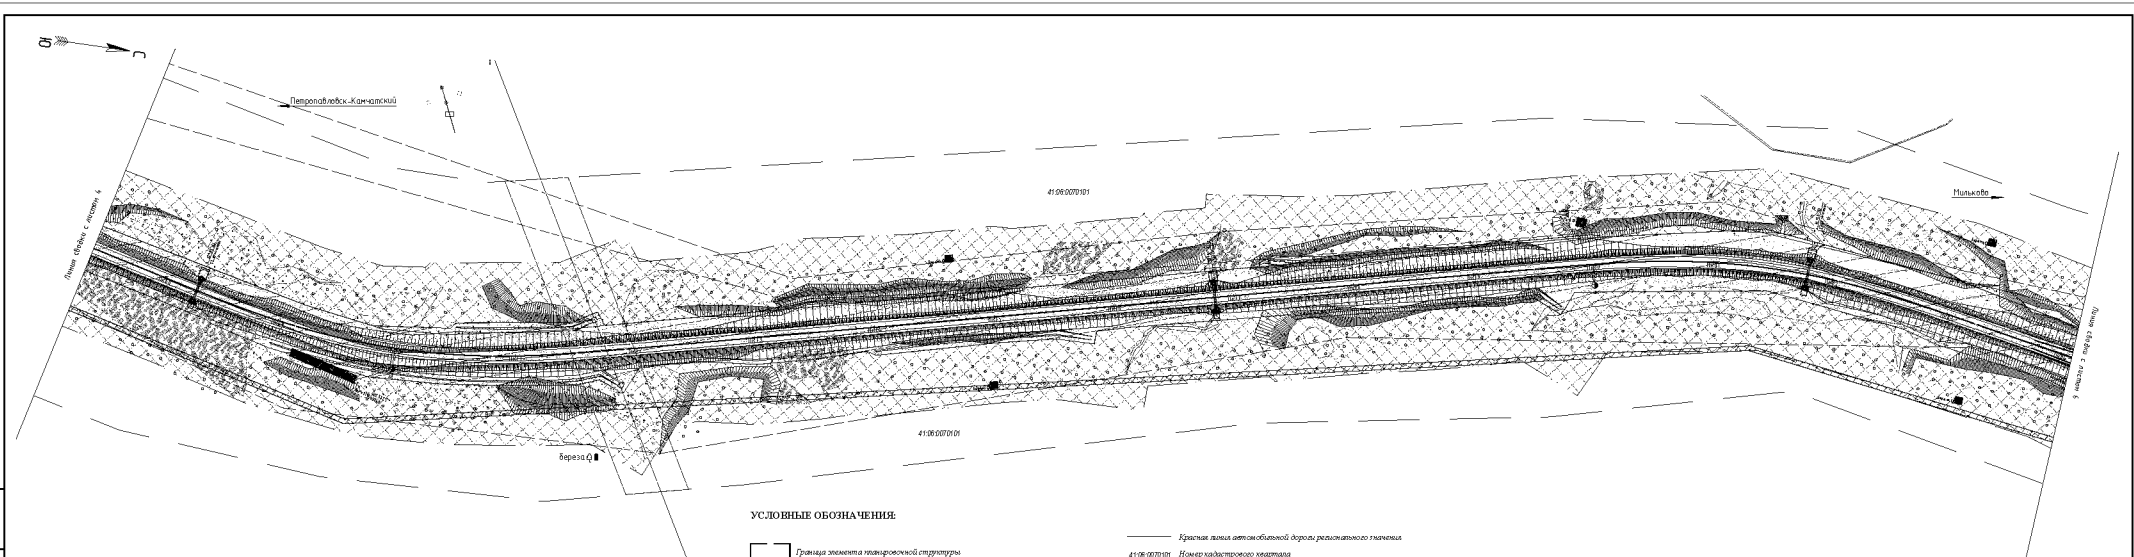 Ю
С
Петропавловск-Камчатский
41:06:0070101
Мильково
Линия сводки с листом 4
Линия сводки с листом 6
41:06:0070101
береза
УСЛОВНЫЕ ОБОЗНАЧЕНИЯ:
Граница элемента планировочной структуры
Красная линия автомобильной дороги регионального значения
41:06:0070101 Номер кадастрового квартала